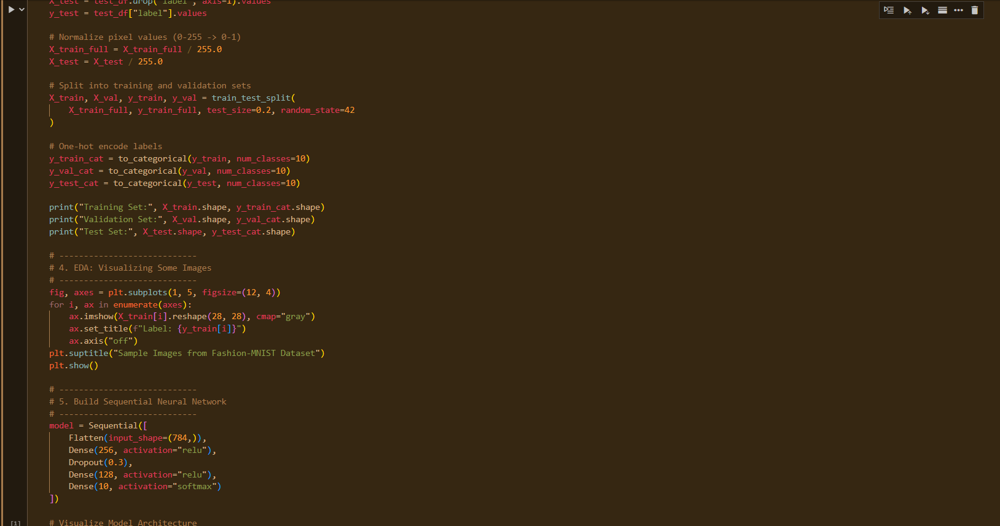 X_test = test_df.drop("label", axis=1).values
y_test = test_df["label"].values

# Normalize pixel values (0-255 -> 0-1)
X_train_full = X_train_full / 255.0
X_test = X_test / 255.0

# Split into training and validation sets
X_train, X_val, y_train, y_val = train_test_split(
    X_train_full, y_train_full, test_size=0.2, random_state=42
)

# One-hot encode labels
y_train_cat = to_categorical(y_train, num_classes=10)
y_val_cat = to_categorical(y_val, num_classes=10)
y_test_cat = to_categorical(y_test, num_classes=10)

print("Training Set:", X_train.shape, y_train_cat.shape)
print("Validation Set:", X_val.shape, y_val_cat.shape)
print("Test Set:", X_test.shape, y_test_cat.shape)

# ----------------------------
# 4. EDA: Visualizing Some Images
# ----------------------------
fig, axes = plt.subplots(1, 5, figsize=(12, 4))
for i, ax in enumerate(axes):
    ax.imshow(X_train[i].reshape(28, 28), cmap="gray")
    ax.set_title(f"Label: {y_train[i]}")
    ax.axis("off")
plt.suptitle("Sample Images from Fashion-MNIST Dataset")
plt.show()

# ----------------------------
# 5. Build Sequential Neural Network
# ----------------------------
model = Sequential([
    Flatten(input_shape=(784,)),
    Dense(256, activation="relu"),
    Dropout(0.3),
    Dense(128, activation="relu"),
    Dense(10, activation="softmax")
])

[1]
# Visualize Model Architecture